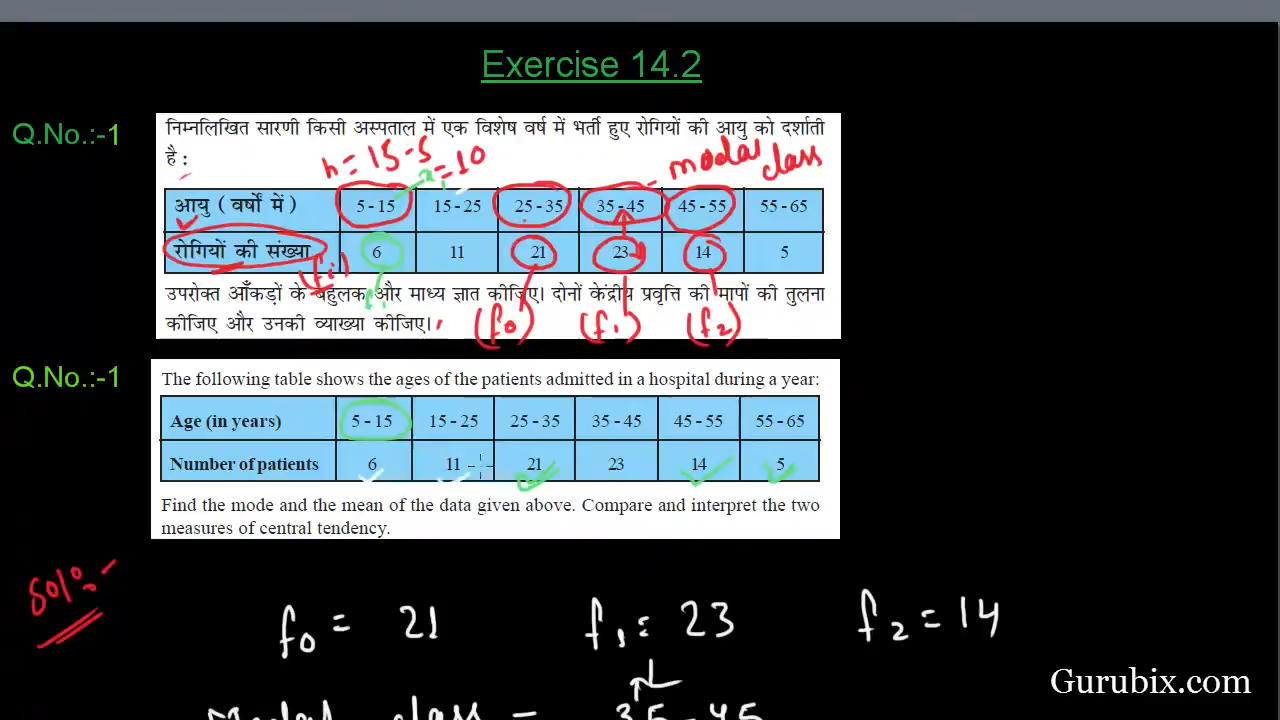 Exercise 14.2
Q.No.:-1
निम्नलिखित सारणी किसी अस्पताल में एक विशेष वर्ष में भर्ती हुए रोगियों की आयु को दर्शाती
है :
h = 15 - 5 = 10
modal class
आयु ( वर्षों में ) 5 - 15 15 - 25 25 - 35 35 - 45 45 - 55 55 - 65
रोगियों की संख्या 6 11 21 23 14 5
(fi)
उपरोक्त आँकड़ों के बहुलक और माध्य ज्ञात कीजिए। दोनों केंद्रीय प्रवृत्ति की मापों की तुलना
कीजिए और उनकी व्याख्या कीजिए।
(f0) (f1) (f2)
Q.No.:-1
The following table shows the ages of the patients admitted in a hospital during a year:
Age (in years) 5 - 15 15 - 25 25 - 35 35 - 45 45 - 55 55 - 65
Number of patients 6 11 21 23 14 5
Find the mode and the mean of the data given above. Compare and interpret the two
measures of central tendency.
f0 = 21 f1 = 23 f2 = 14
Modal class = 35 - 45
Gurubix.com